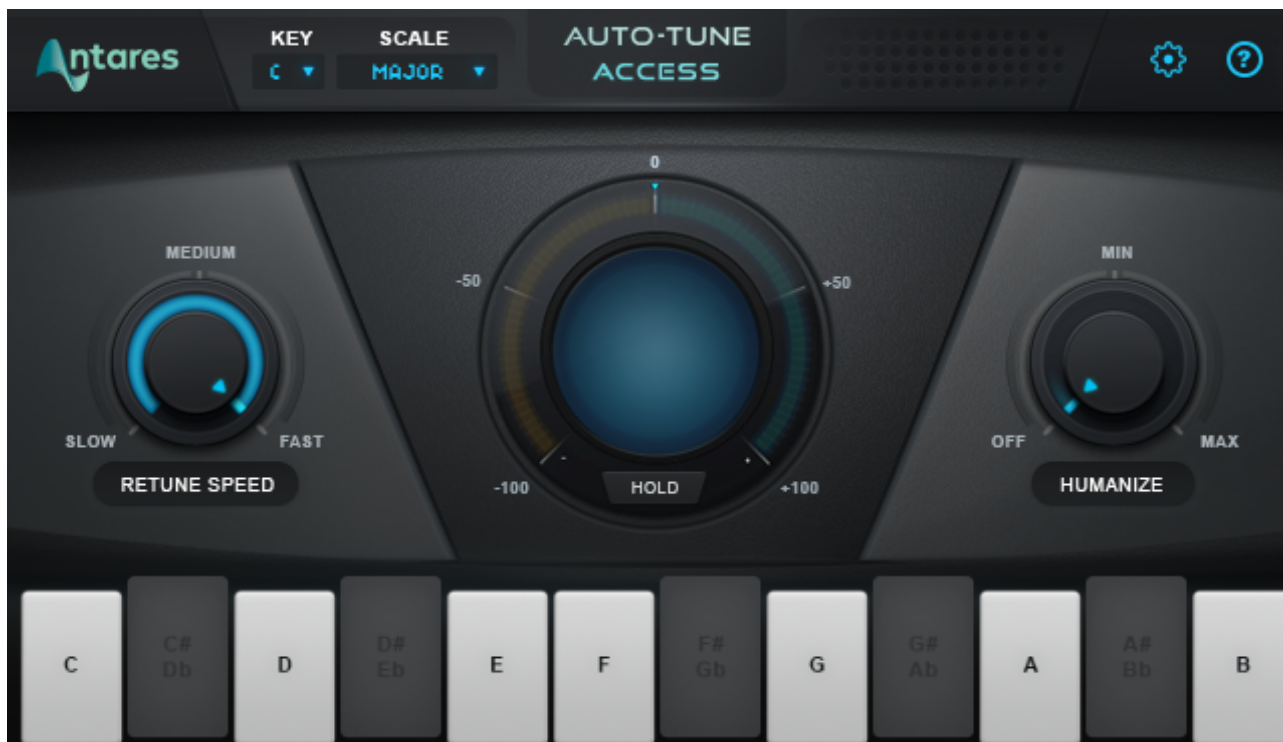 Antares
KEY
C
SCALE
MAJOR
AUTO-TUNE
ACCESS
?
MEDIUM
SLOW
FAST
RETUNE SPEED
0
-50
+50
-100
-
+
+100
HOLD
MIN
OFF
MAX
HUMANIZE
C
C#
Db
D
D#
Eb
E
F
F#
Gb
G
G#
Ab
A
A#
Bb
B